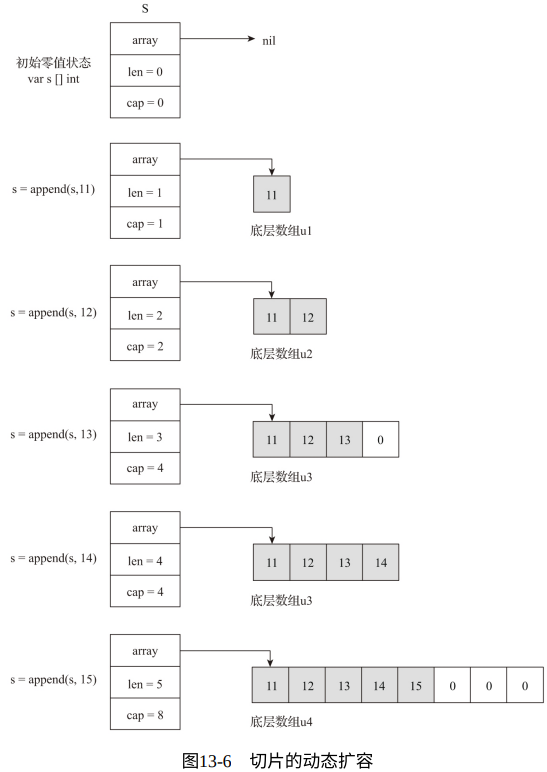 S
array
nil
初始零值状态
var s [] int
len = 0
cap = 0
array
s = append(s,11)
len = 1
11
cap = 1
底层数组u1
array
s = append(s, 12)
len = 2
11 12
cap = 2
底层数组u2
array
s = append(s, 13)
len = 3
11 12 13 0
cap = 4
底层数组u3
array
s = append(s, 14)
len = 4
11 12 13 14
cap = 4
底层数组u3
array
s = append(s, 15)
len = 5
11 12 13 14 15 0 0 0
cap = 8
底层数组u4
图13-6 切片的动态扩容